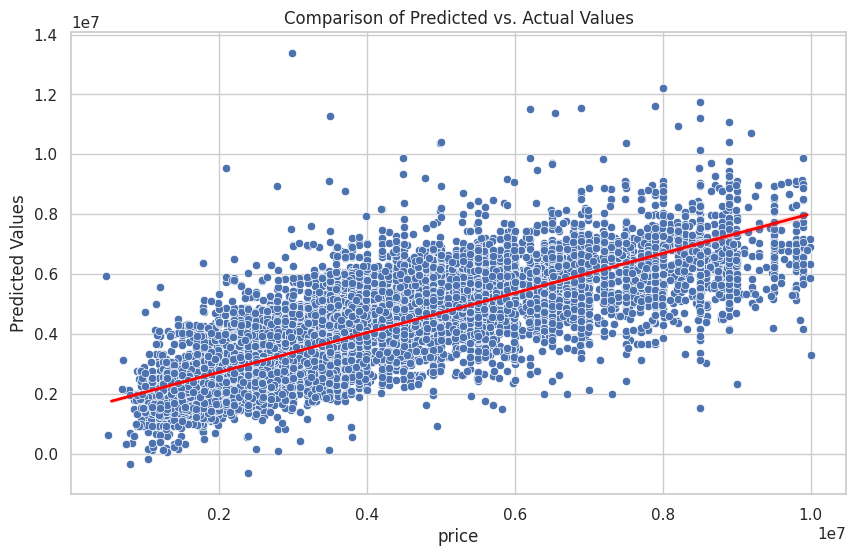 Comparison of Predicted vs. Actual Values
1e7
1.4
1.2
1.0
0.8
0.6
0.4
0.2
0.0
Predicted Values
0.2 0.4 0.6 0.8 1.0
1e7
price